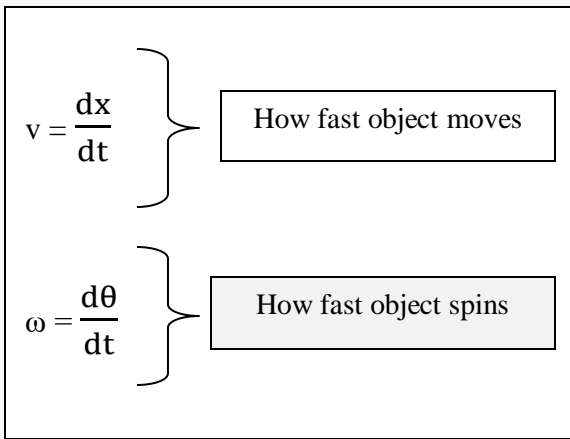 v = dx/dt
How fast object moves
ω = dθ/dt
How fast object spins